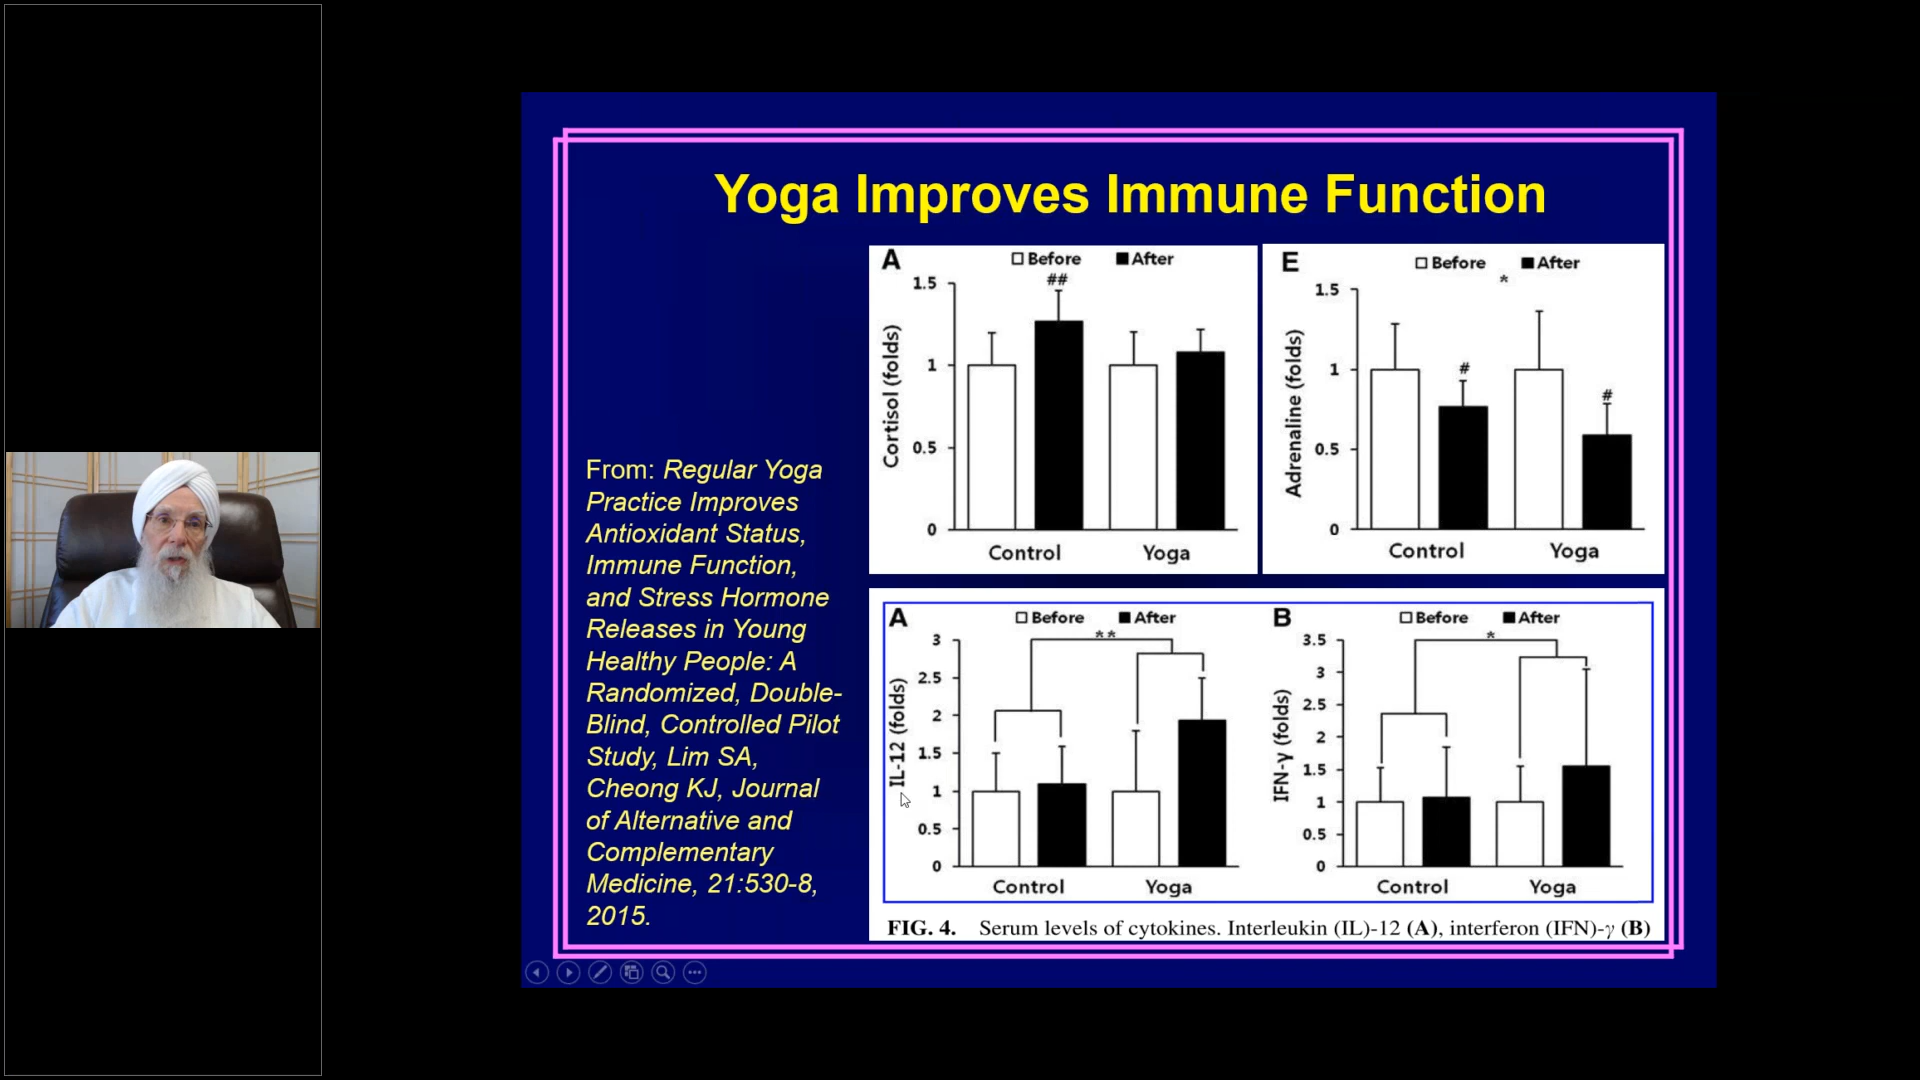 Yoga Improves Immune Function
From: Regular Yoga
Practice Improves
Antioxidant Status,
Immune Function,
and Stress Hormone
Releases in Young
Healthy People: A
Randomized, Double-
Blind, Controlled Pilot
Study, Lim SA,
Cheong KJ, Journal
of Alternative and
Complementary
Medicine, 21:530-8,
2015.
A
Before After
##
Cortisol (folds)
1.5
1
0.5
0
Control Yoga
E
Before After
*
Adrenaline (folds)
1.5
1
0.5
0
#
#
Control Yoga
A
Before After
**
IL-12 (folds)
3
2.5
2
1.5
1
0.5
0
Control Yoga
B
Before After
*
IFN-γ (folds)
3.5
3
2.5
2
1.5
1
0.5
0
Control Yoga
FIG. 4. Serum levels of cytokines. Interleukin (IL)-12 (A), interferon (IFN)-γ (B)